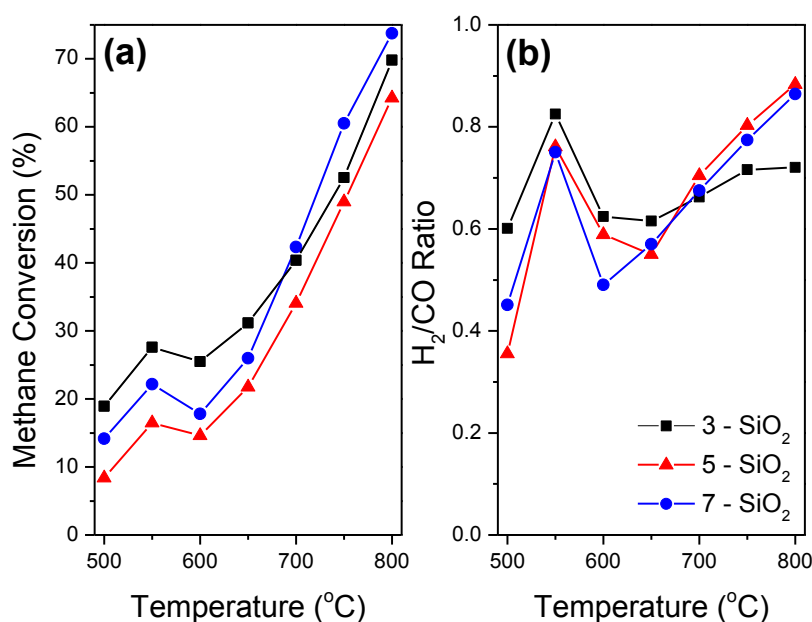 (a)
Methane Conversion (%)
70
60
50
40
30
20
10
0
500
600
700
800
Temperature (°C)
(b)
H₂/CO Ratio
1.0
0.8
0.6
0.4
0.2
0.0
3 - SiO₂
5 - SiO₂
7 - SiO₂
500
600
700
800
Temperature (°C)